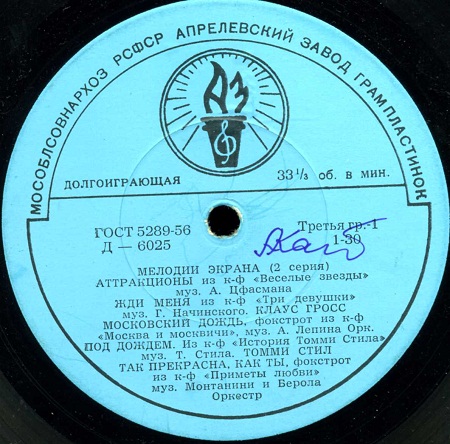 МОСОБЛСОВНАРХОЗ РСФСР АПРЕЛЕВСКИЙ ЗАВОД ГРАМПЛАСТИНОК
АЗ
ДОЛГОИГРАЮЩАЯ 33⅓ об. в мин.
ГОСТ 5289-56 Третья гр.-1
Д — 6025 1-30
МЕЛОДИИ ЭКРАНА (2 серия)
АТТРАКЦИОНЫ из к-ф «Веселые звезды»
муз. А. Цфасмана
ЖДИ МЕНЯ из к-ф «Три девушки»
муз. Г. Начинского. КЛАУС ГРОСС
МОСКОВСКИЙ ДОЖДЬ, фокстрот из к-ф
«Москва и москвичи», муз. А. Лепина Орк.
ПОД ДОЖДЕМ. Из к-ф «История Томми Стила»
муз. Т. Стила. ТОММИ СТИЛ
ТАК ПРЕКРАСНА, КАК ТЫ, фокстрот
из к-ф «Приметы любви»
муз. Монтанини и Берола
Оркестр